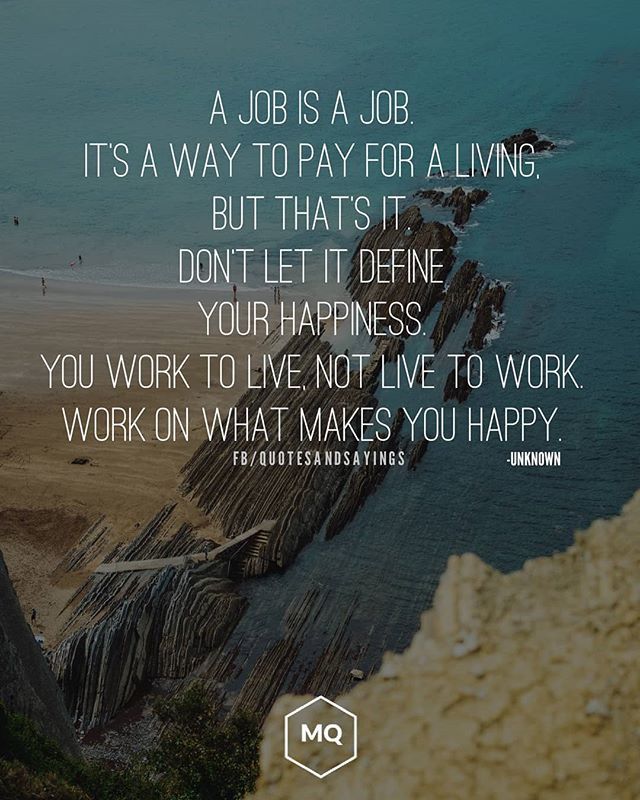 A JOB IS A JOB.
IT'S A WAY TO PAY FOR A LIVING,
BUT THAT'S IT.
DON'T LET IT DEFINE
YOUR HAPPINESS.
YOU WORK TO LIVE, NOT LIVE TO WORK.
WORK ON WHAT MAKES YOU HAPPY.
FB/QUOTESANDSAYINGS
-UNKNOWN
MQ